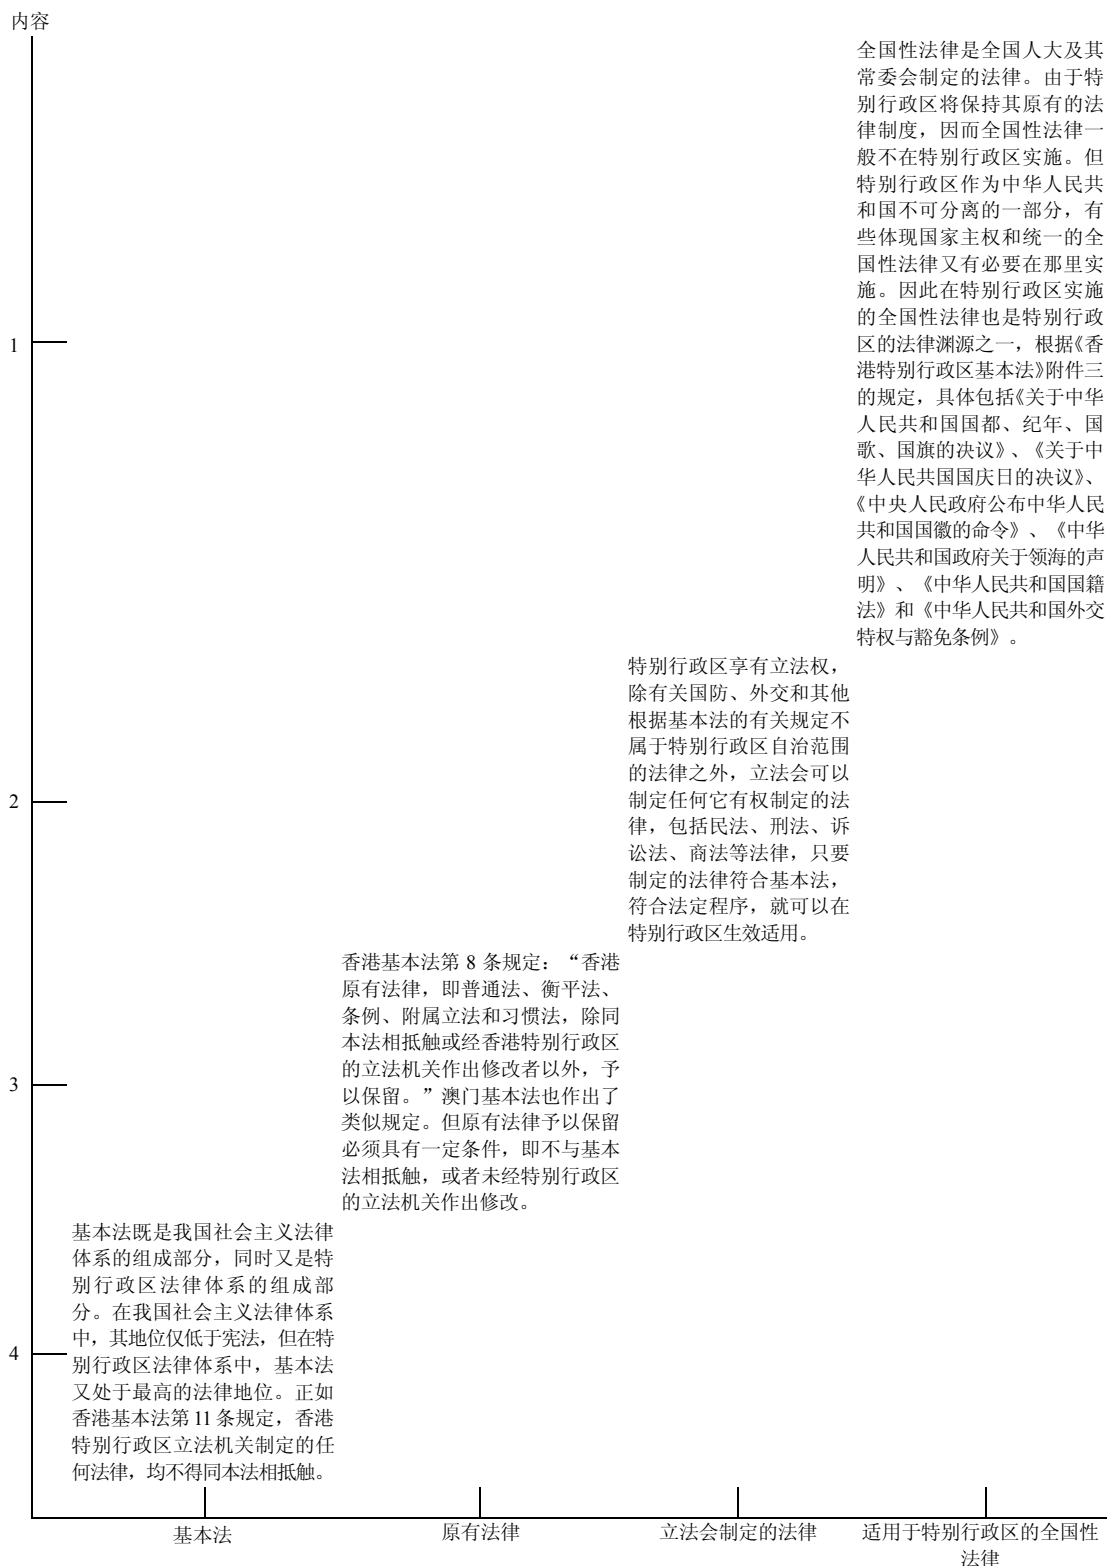 内容
全国性法律是全国人大及其
常委会制定的法律。由于特
别行政区将保持其原有的法
律制度，因而全国性法律一
般不在特别行政区实施。但
特别行政区作为中华人民共
和国不可分离的一部分，有
些体现国家主权和统一的全
国性法律又有必要在那里实
施。因此在特别行政区实施
的全国性法律也是特别行政
区的法律渊源之一，根据《香
港特别行政区基本法》附件三
的规定，具体包括《关于中华
人民共和国国都、纪年、国
歌、国旗的决议》、《关于中
华人民共国国庆日的决议》、
《中央人民政府公布中华人民
共和国国徽的命令》、《中华
人民共和国政府关于领海的声
明》、《中华人民共和国国籍
法》和《中华人民共和国外交
特权与豁免条例》。
1
特别行政区享有立法权，
除有关国防、外交和其他
根据基本法的有关规定不
属于特别行政区自治范围
的法律之外，立法会可以
制定任何它有权制定的法
律，包括民法、刑法、诉
讼法、商法等法律，只要
制定的法律符合基本法，
符合法定程序，就可以在
特别行政区生效适用。
2
香港基本法第 8 条规定：“香港
原有法律，即普通法、衡平法、
条例、附属立法和习惯法，除同
本法相抵触或经香港特别行政区
的立法机关作出修改者以外，予
以保留。”澳门基本法也作出了
类似规定。但原有法律予以保留
必须具有一定条件，即不与基本
法相抵触，或者未经特别行政区
的立法机关作出修改。
3
基本法既是我国社会主义法律
体系的组成部分，同时又是特
别行政区法律体系的组成部
分。在我国社会主义法律体系
中，其地位仅低于宪法，但在特
别行政区法律体系中，基本法
又处于最高的法律地位。正如
香港基本法第 11 条规定，香港
特别行政区立法机关制定的任
何法律，均不得同本法相抵触。
4
基本法
原有法律
立法会制定的法律
适用于特别行政区的全国性
法律